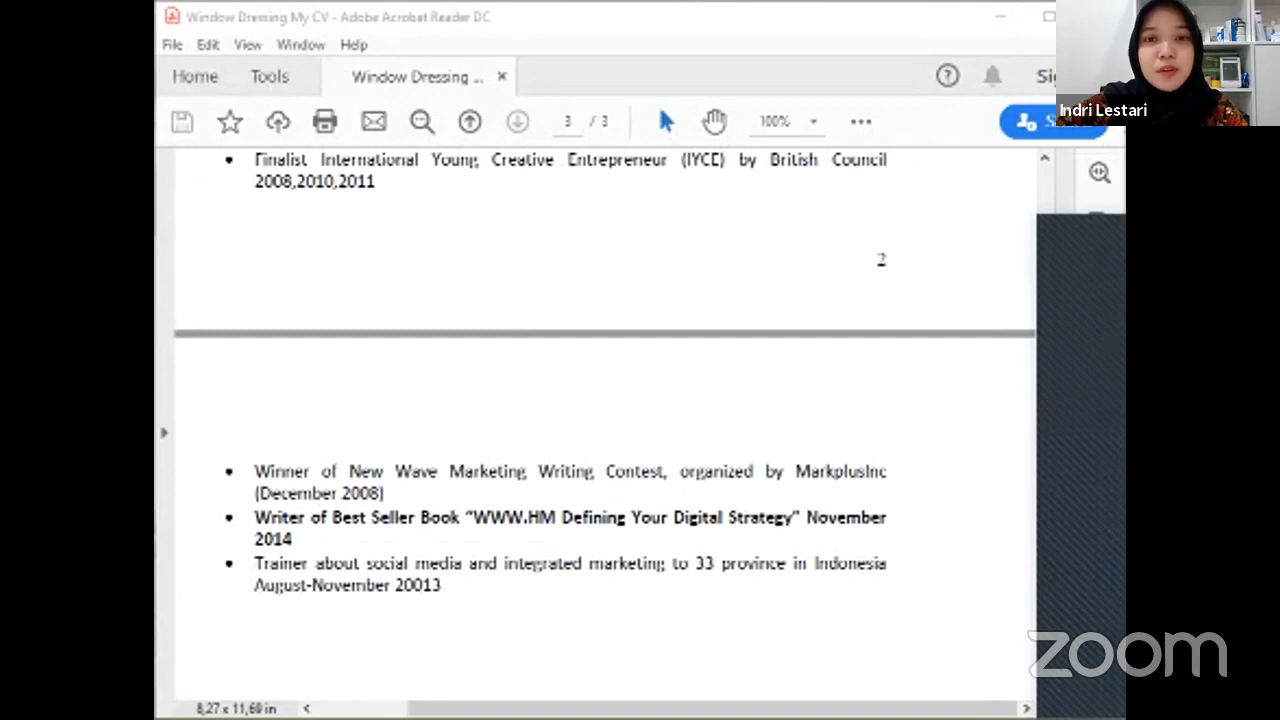 Window Dressing My CV - Adobe Acrobat Reader DC
File Edit View Window Help
Home Tools Window Dressing ... ×
3 / 3 100%
Indri Lestari
• Finalist International Young Creative Entrepreneur (IYCE) by British Council
2008,2010,2011
2
• Winner of New Wave Marketing Writing Contest, organized by MarkplusInc
(December 2008)
• Writer of Best Seller Book “WWW.HM Defining Your Digital Strategy” November
2014
• Trainer about social media and integrated marketing to 33 province in Indonesia
August-November 20013
8,27 x 11,69 in
zoom